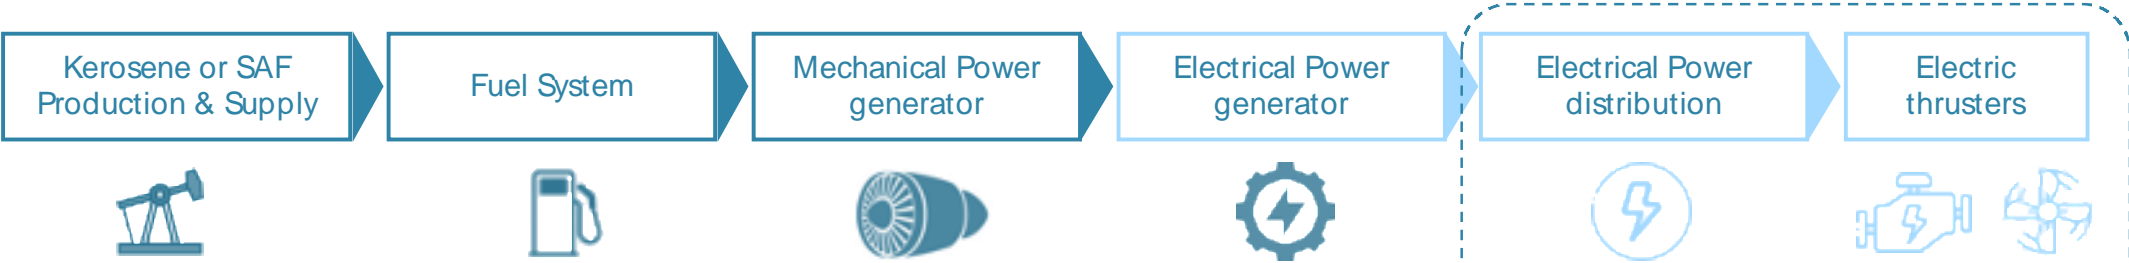 Kerosene or SAF
Production & Supply
Fuel System
Mechanical Power
generator
Electrical Power
generator
Electrical Power
distribution
Electric
thrusters